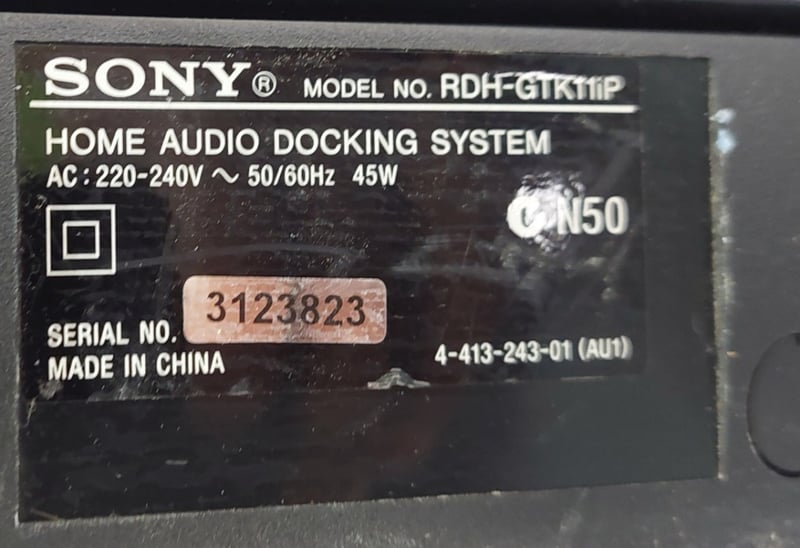 SONY® MODEL NO. RDH-GTK11iP
HOME AUDIO DOCKING SYSTEM
AC : 220-240V ~ 50/60Hz 45W
N50
3123823
SERIAL NO.
MADE IN CHINA
4-413-243-01 (AU1)